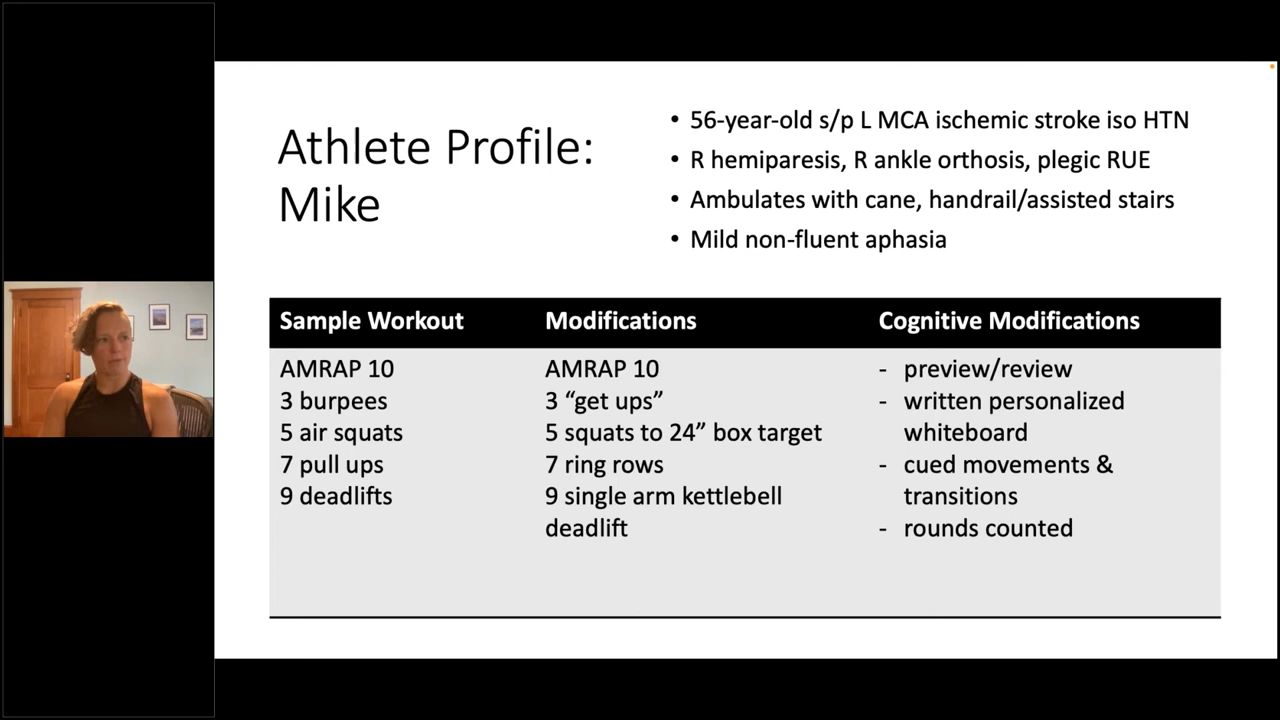 Athlete Profile:
Mike
• 56-year-old s/p L MCA ischemic stroke iso HTN
• R hemiparesis, R ankle orthosis, plegic RUE
• Ambulates with cane, handrail/assisted stairs
• Mild non-fluent aphasia
Sample Workout
AMRAP 10
3 burpees
5 air squats
7 pull ups
9 deadlifts
Modifications
AMRAP 10
3 “get ups”
5 squats to 24” box target
7 ring rows
9 single arm kettlebell
deadlift
Cognitive Modifications
- preview/review
- written personalized
whiteboard
- cued movements &
transitions
- rounds counted